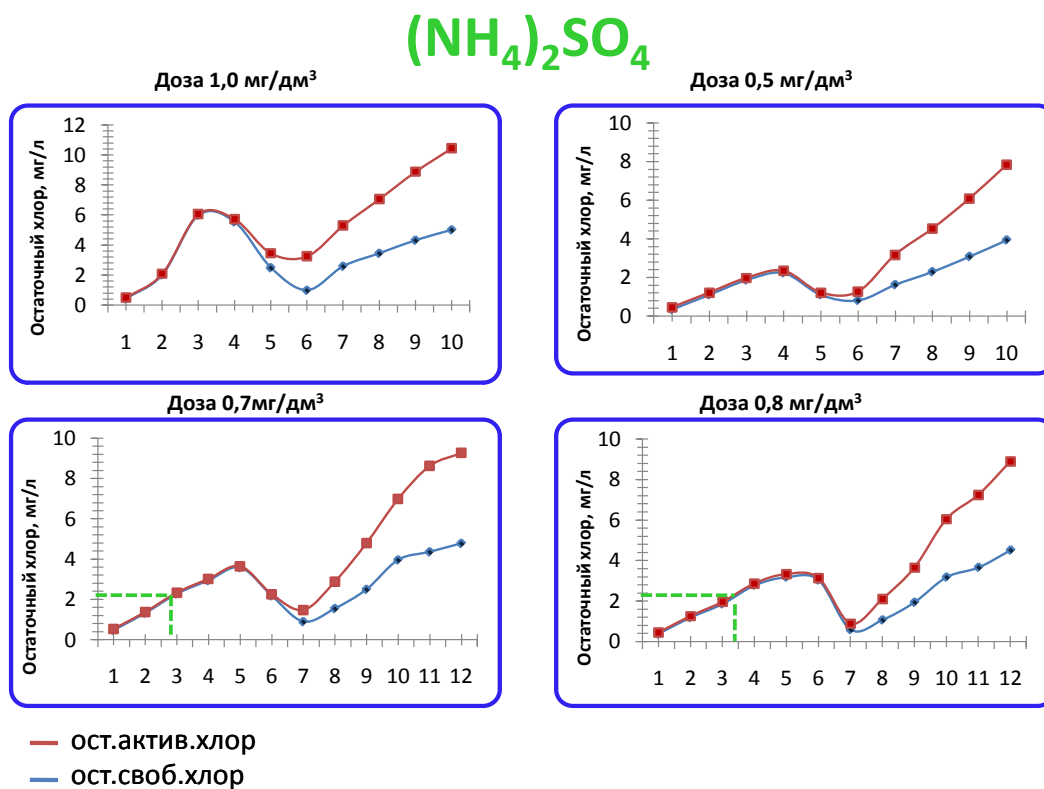 (NH₄)₂SO₄
Доза 1,0 мг/дм³
Остаточный хлор, мг/л
12
10
8
6
4
2
0
1 2 3 4 5 6 7 8 9 10
Доза 0,5 мг/дм³
Остаточный хлор, мг/л
10
8
6
4
2
0
1 2 3 4 5 6 7 8 9 10
Доза 0,7мг/дм³
Остаточный хлор, мг/л
10
8
6
4
2
0
1 2 3 4 5 6 7 8 9 10 11 12
Доза 0,8 мг/дм³
Остаточный хлор, мг/л
10
8
6
4
2
0
1 2 3 4 5 6 7 8 9 10 11 12
ост.актив.хлор
ост.своб.хлор